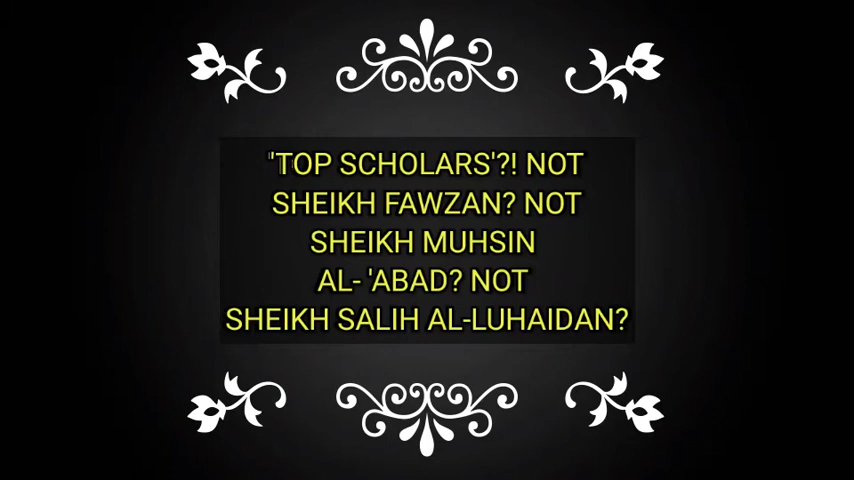 'TOP SCHOLARS'?! NOT
SHEIKH FAWZAN? NOT
SHEIKH MUHSIN
AL- 'ABAD? NOT
SHEIKH SALIH AL-LUHAIDAN?